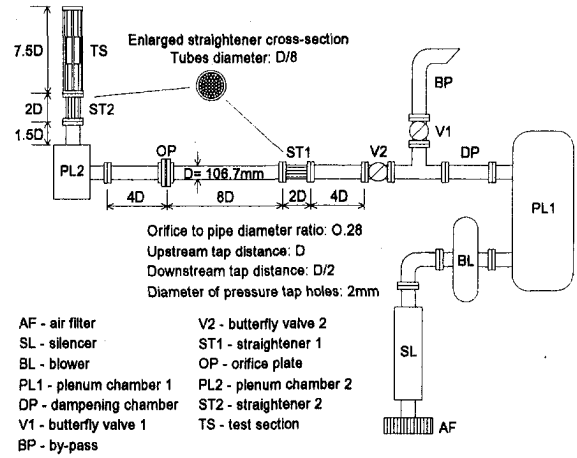 7.5D
TS
Enlarged straightener cross-section
Tubes diameter: D/8
BP
2D
ST2
1.5D
OP
ST1
V2
V1
DP
PL2
D= 106.7mm
4D
8D
2D
4D
PL1
Orifice to pipe diameter ratio: 0.28
Upstream tap distance: D
Downstream tap distance: D/2
Diameter of pressure tap holes: 2mm
BL
SL
AF
AF - air filter
SL - silencer
BL - blower
PL1 - plenum chamber 1
DP - dampening chamber
V1 - butterfly valve 1
BP - by-pass
V2 - butterfly valve 2
ST1 - straightener 1
OP - orifice plate
PL2 - plenum chamber 2
ST2 - straightener 2
TS - test section